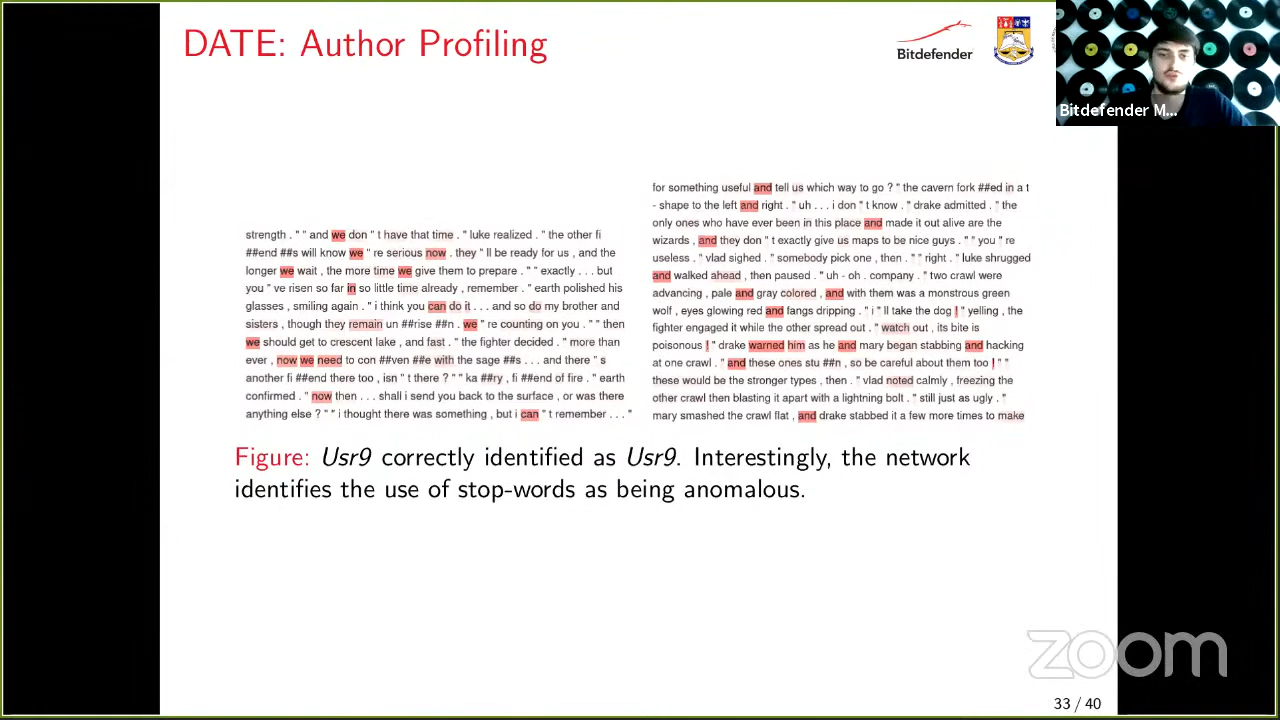 DATE: Author Profiling
Bitdefender
Bitdefender M...
strength . " " and we don " t have that time . " luke realized . " the other fi
##end ##s will know we " re serious now . they " ll be ready for us , and the
longer we wait , the more time we give them to prepare . " " exactly . . . but
you " ve risen so far in so little time already , remember . " earth polished his
glasses , smiling again . " i think you can do it . . . and so do my brother and
sisters , though they remain un ##rise ##n . we " re counting on you . " " then
we should get to crescent lake , and fast . " the fighter decided . " more than
ever , now we need to con ##ven ##e with the sage ##s . . . and there " s
another fi ##end there too , isn " t there ? " " ka ##ry , fi ##end of fire . " earth
confirmed . " now then . . . shall i send you back to the surface , or was there
anything else ? " " i thought there was something , but i can " t remember . . . "
for something useful and tell us which way to go ? " the cavern fork ##ed in a t
- shape to the left and right . " uh . . . i don " t know . " drake admitted . " the
only ones who have ever been in this place and made it out alive are the
wizards , and they don " t exactly give us maps to be nice guys . " " you " re
useless . " vlad sighed . " somebody pick one , then . " " right . " luke shrugged
and walked ahead , then paused . " uh - oh . company . " two crawl were
advancing , pale and gray colored , and with them was a monstrous green
wolf , eyes glowing red and fangs dripping . " i " ll take the dog ! " yelling , the
fighter engaged it while the other spread out . " watch out , its bite is
poisonous ! " drake warned him as he and mary began stabbing and hacking
at one crawl . " and these ones stu ##n , so be careful about them too ! " "
these would be the stronger types , then . " vlad noted calmly , freezing the
other crawl then blasting it apart with a lightning bolt . " still just as ugly . "
mary smashed the crawl flat , and drake stabbed it a few more times to make
Figure: Usr9 correctly identified as Usr9. Interestingly, the network
identifies the use of stop-words as being anomalous.
zoom
33 / 40